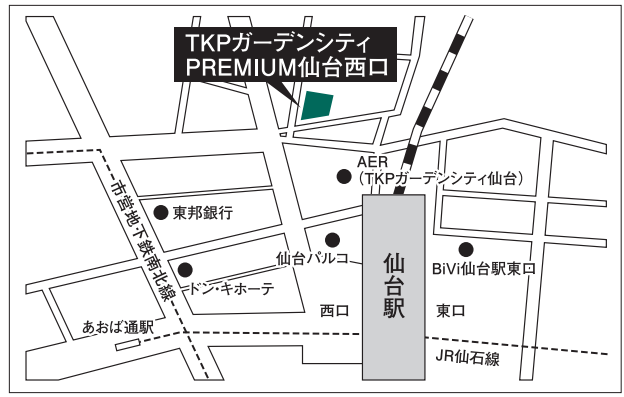 TKPガーデンシティ
PREMIUM仙台西口
AER
(TKPガーデンシティ仙台)
市営地下鉄南北線
東邦銀行
仙台パルコ
仙台駅
BiVi仙台駅東口
ドン・キホーテ
西口
東口
あおば通駅
JR仙石線